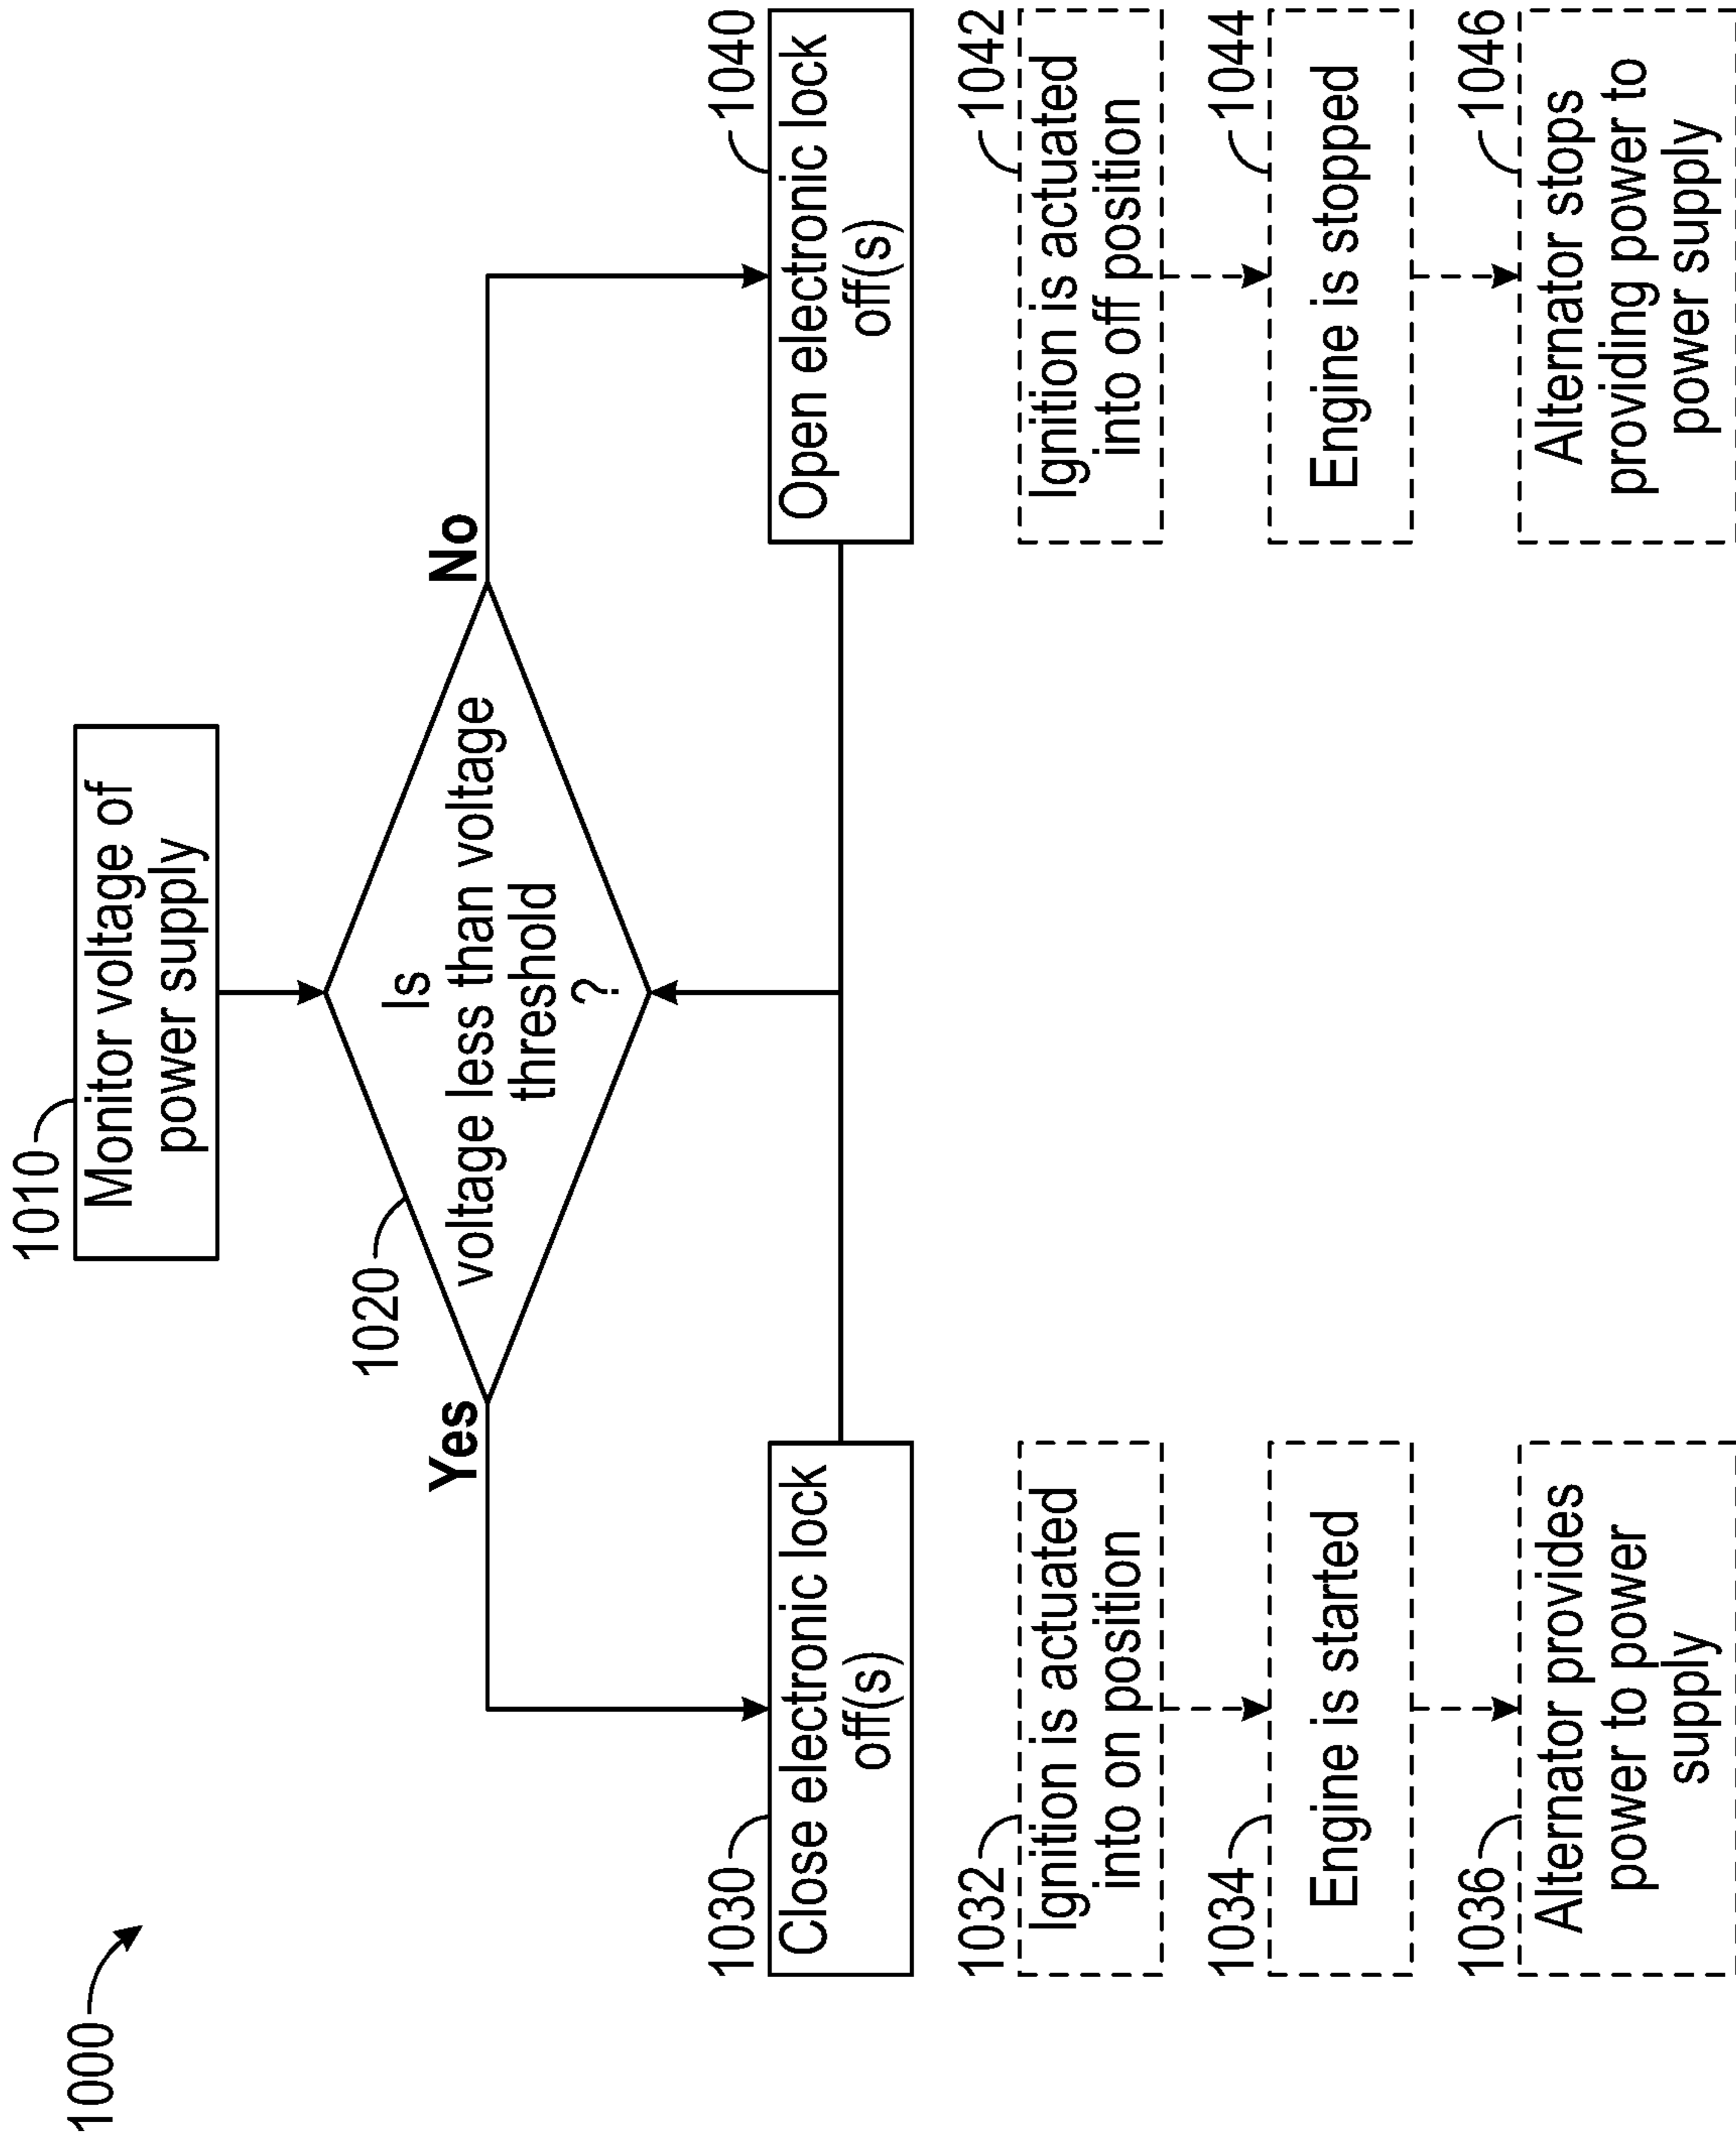 1000
1010
Monitor voltage of
power supply
1020
Is
voltage less than voltage
threshold
?
Yes
No
1030
Close electronic lock
off(s)
1040
Open electronic lock
off(s)
1032
Ignition is actuated
into on position
1042
Ignition is actuated
into off position
1034
Engine is started
1044
Engine is stopped
1036
Alternator provides
power to power
supply
1046
Alternator stops
providing power to
power supply